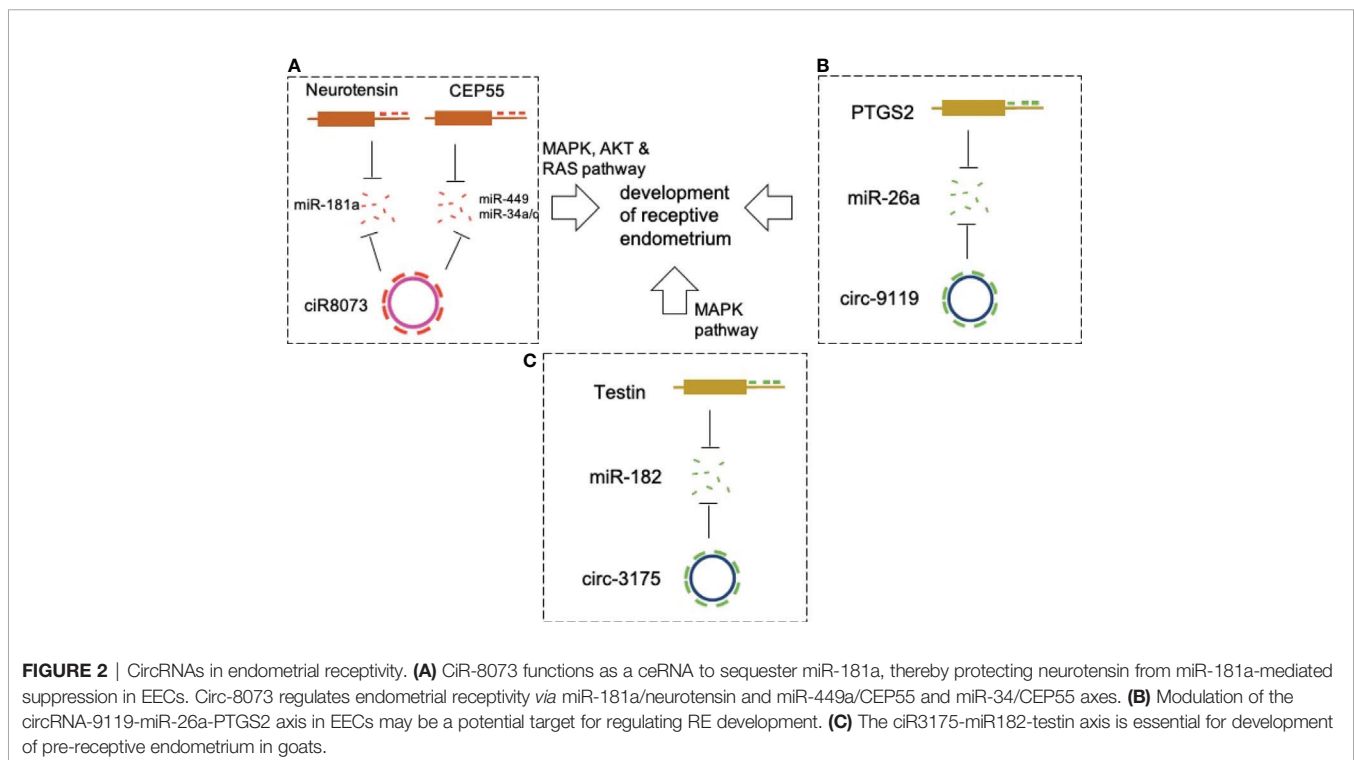 A
Neurotensin CEP55
miR-181a
miR-449
miR-34a/c
ciR8073
MAPK, AKT &
RAS pathway
development
of receptive
endometrium
MAPK
pathway
B
PTGS2
miR-26a
circ-9119
C
Testin
miR-182
circ-3175
FIGURE 2 | CircRNAs in endometrial receptivity. (A) CiR-8073 functions as a ceRNA to sequester miR-181a, thereby protecting neurotensin from miR-181a-mediated
suppression in EECs. Circ-8073 regulates endometrial receptivity via miR-181a/neurotensin and miR-449a/CEP55 and miR-34/CEP55 axes. (B) Modulation of the
circRNA-9119-miR-26a-PTGS2 axis in EECs may be a potential target for regulating RE development. (C) The ciR3175-miR182-testin axis is essential for development
of pre-receptive endometrium in goats.